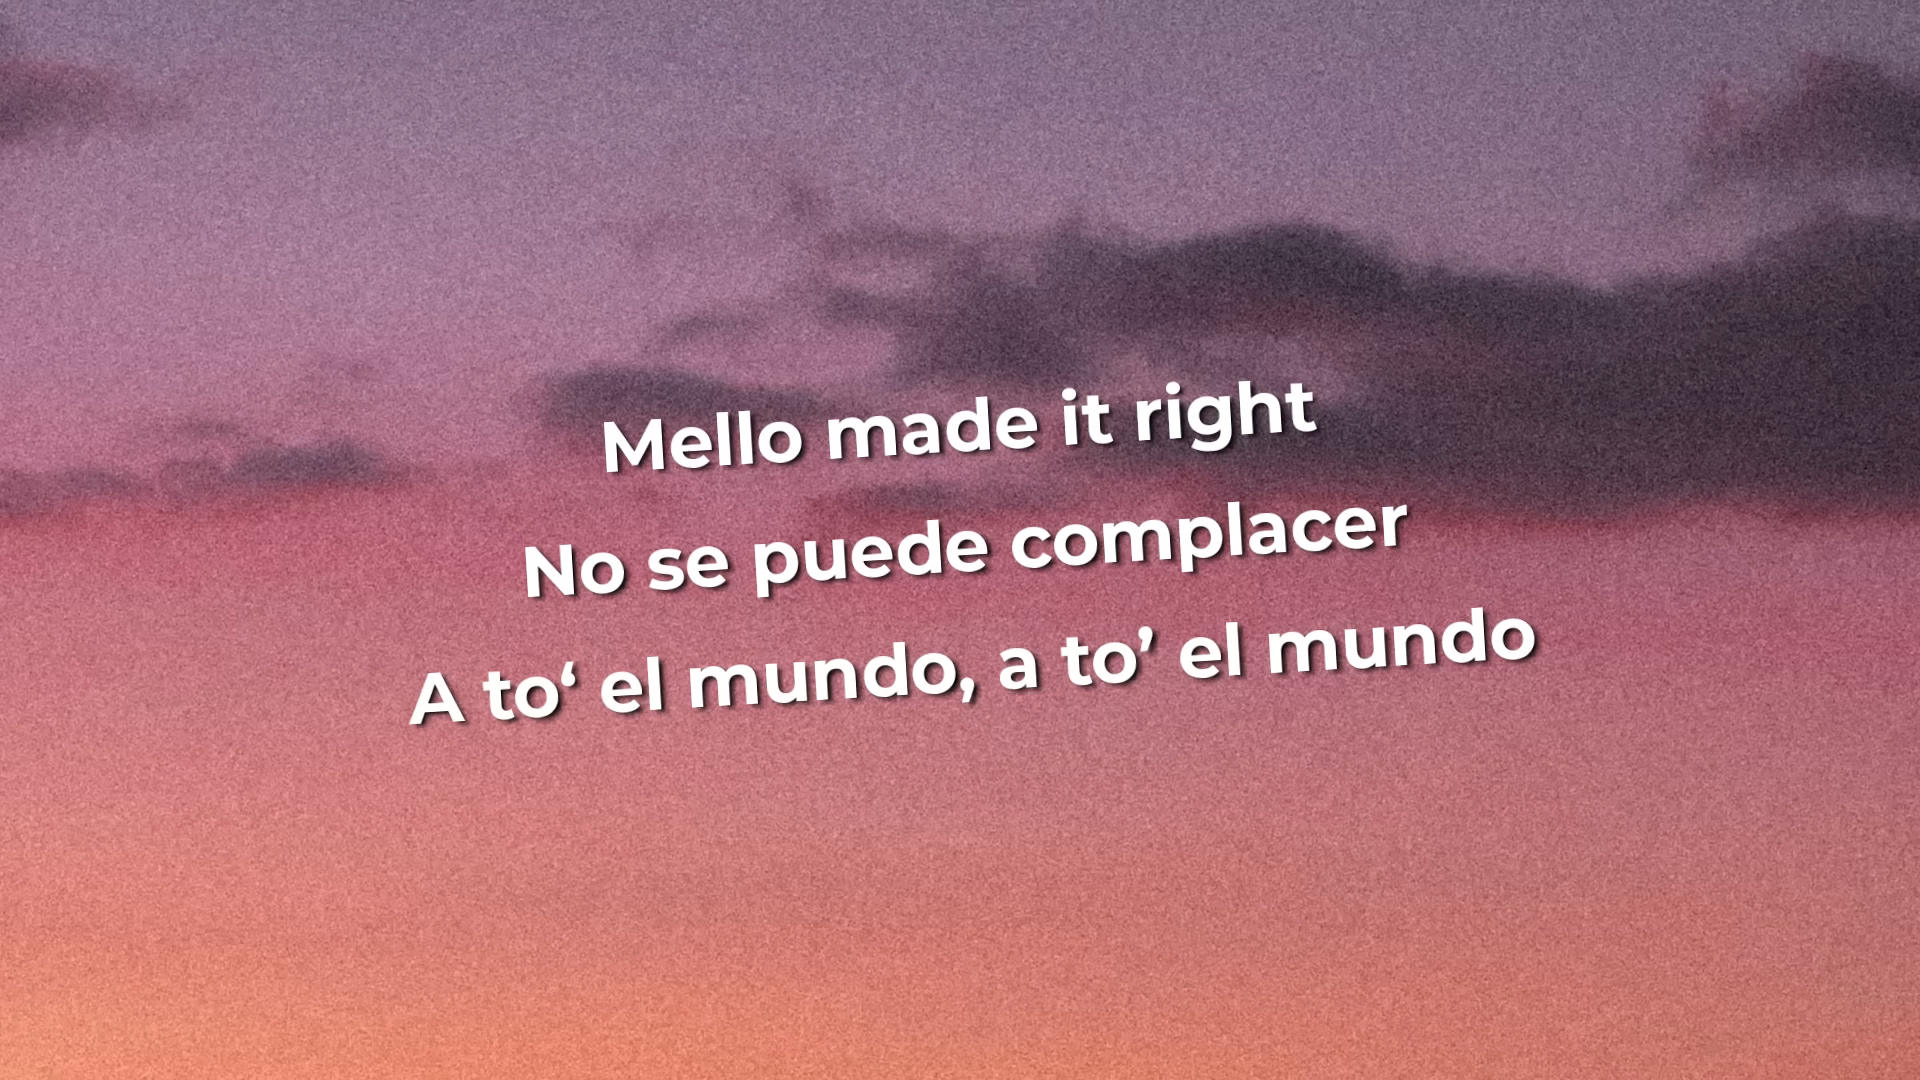 Mello made it right
No se puede complacer
A to‘ el mundo, a to’ el mundo